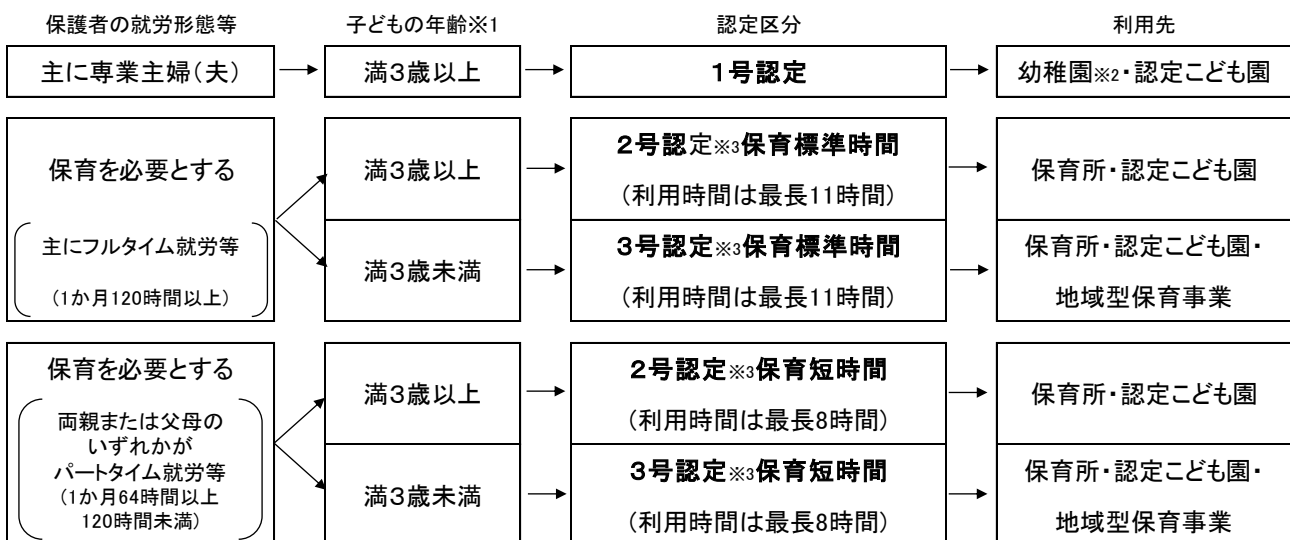 保護者の就労形態等
子どもの年齢※1
認定区分
利用先
主に専業主婦(夫)
満3歳以上
1号認定
幼稚園※2・認定こども園
保育を必要とする
主にフルタイム就労等
(1か月120時間以上)
満3歳以上
2号認定※3保育標準時間
(利用時間は最長11時間)
保育所・認定こども園
満3歳未満
3号認定※3保育標準時間
(利用時間は最長11時間)
保育所・認定こども園・
地域型保育事業
保育を必要とする
両親または父母の
いずれかが
パートタイム就労等
(1か月64時間以上
120時間未満)
満3歳以上
2号認定※3保育短時間
(利用時間は最長8時間)
保育所・認定こども園
満3歳未満
3号認定※3保育短時間
(利用時間は最長8時間)
保育所・認定こども園・
地域型保育事業